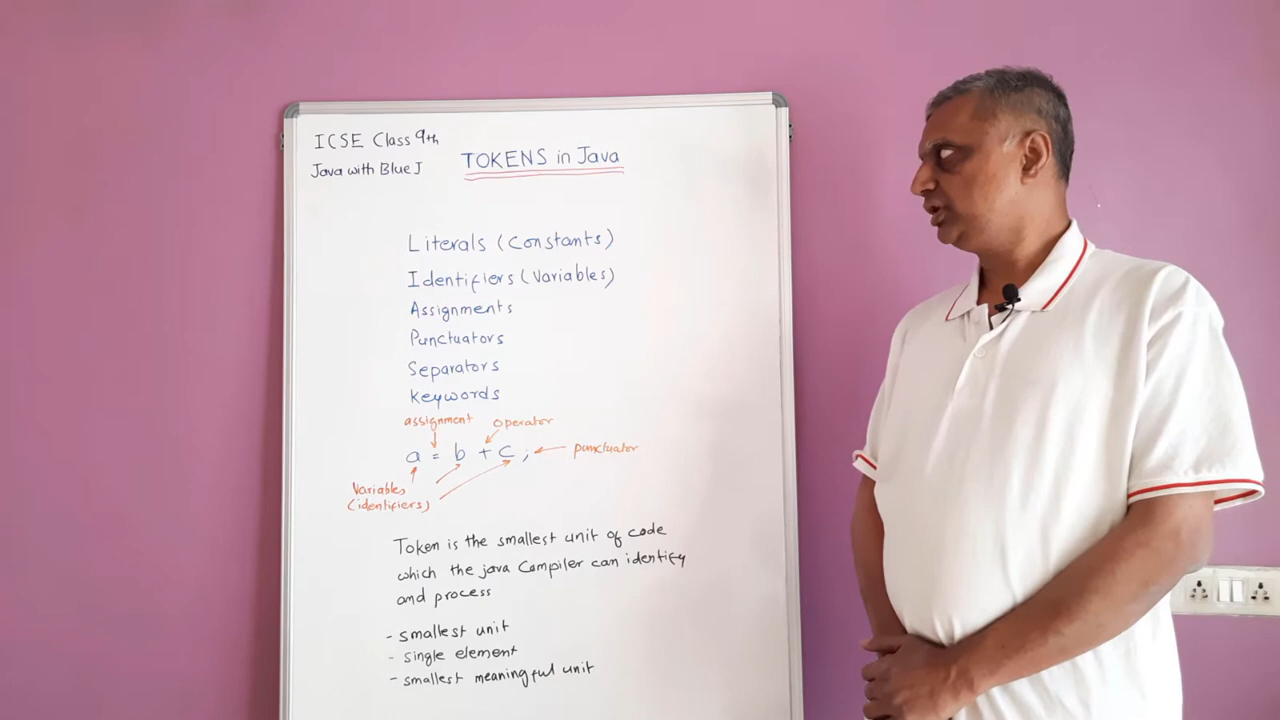 ICSE Class 9th
Java with Blue J
TOKENS in Java
Literals (Constants)
Identifiers (Variables)
Assignments
Punctuators
Separators
Keywords
assignment operator
a = b + c ;
punctuator
Variables
(identifiers)
Token is the smallest unit of code
which the java Compiler can identify
and process
- smallest unit
- single element
- smallest meaningful unit